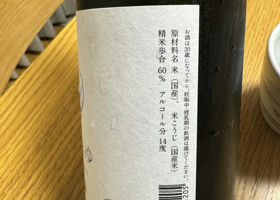 お酒は20歳になってから。妊娠中、授乳期の飲酒は避けてください。
原材料名 米（国産）、米こうじ（国産米）
精米歩合 60% アルコール分 14度